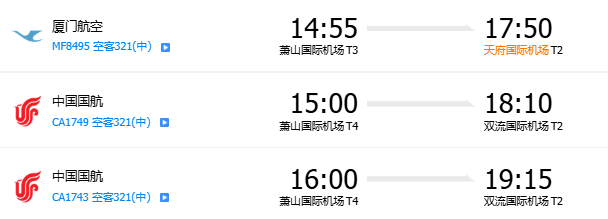 厦门航空
MF8495 空客321(中)
14:55
萧山国际机场 T3
17:50
天府国际机场 T2
中国国航
CA1749 空客321(中)
15:00
萧山国际机场 T4
18:10
双流国际机场 T2
中国国航
CA1743 空客321(中)
16:00
萧山国际机场 T4
19:15
双流国际机场 T2